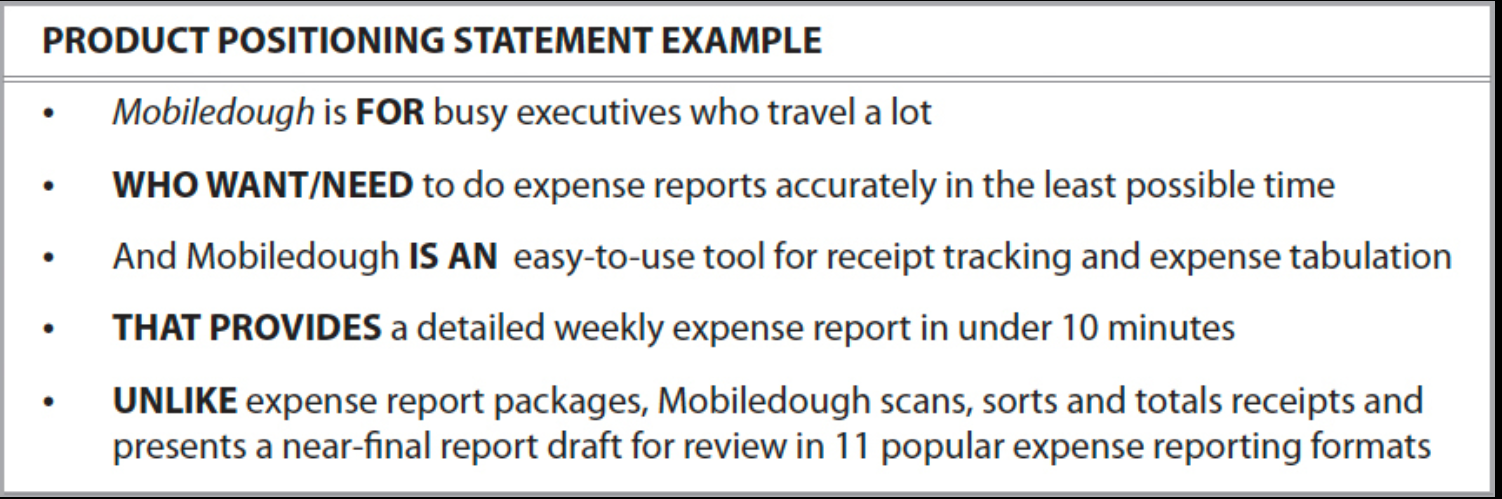 PRODUCT POSITIONING STATEMENT EXAMPLE
• Mobiledough is FOR busy executives who travel a lot
• WHO WANT/NEED to do expense reports accurately in the least possible time
• And Mobiledough IS AN easy-to-use tool for receipt tracking and expense tabulation
• THAT PROVIDES a detailed weekly expense report in under 10 minutes
• UNLIKE expense report packages, Mobiledough scans, sorts and totals receipts and
presents a near-final report draft for review in 11 popular expense reporting formats